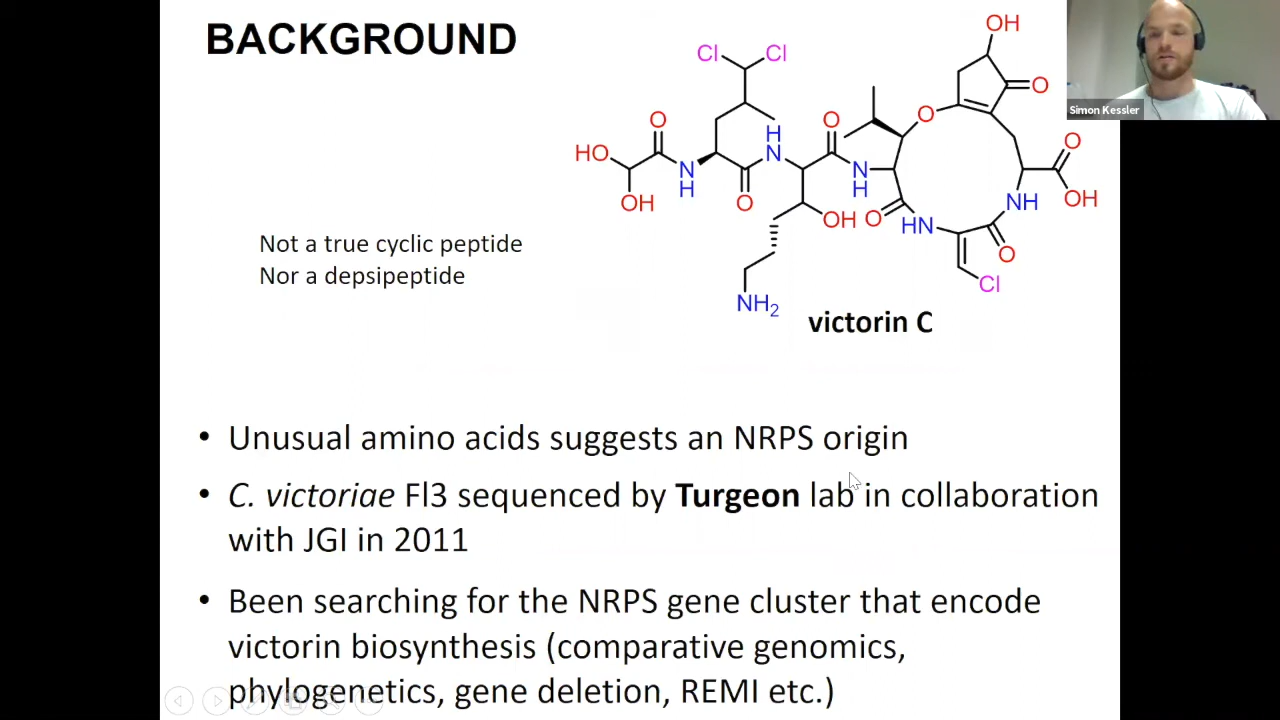 BACKGROUND
Simon Kessler
Cl Cl
OH
O
O
O
O
H
N
HO
O
OH
N
H
O
N
H
O
OH
NH
OH
O
HN
O
Cl
NH2
Not a true cyclic peptide
Nor a depsipeptide
victorin C
• Unusual amino acids suggests an NRPS origin
• C. victoriae Fl3 sequenced by Turgeon lab in collaboration
with JGI in 2011
• Been searching for the NRPS gene cluster that encode
victorin biosynthesis (comparative genomics,
phylogenetics, gene deletion, REMI etc.)